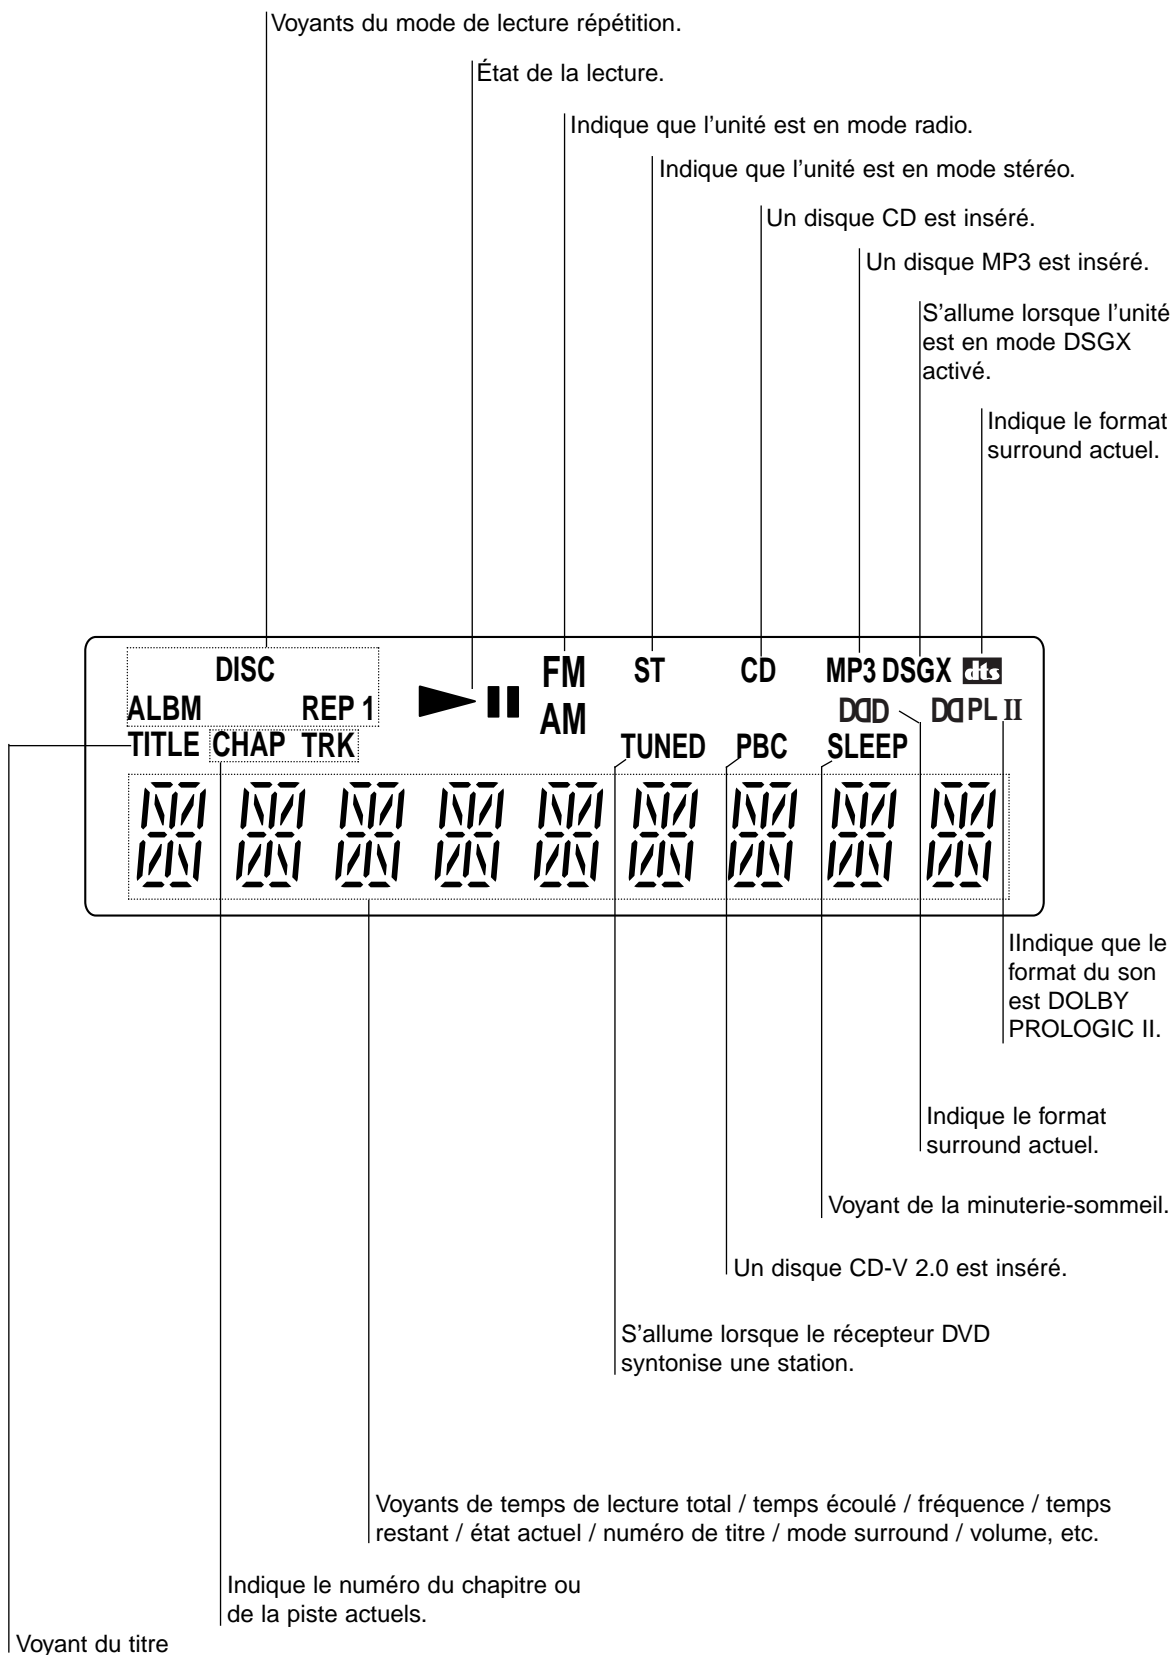 Voyants du mode de lecture répétition.
État de la lecture.
Indique que l'unité est en mode radio.
Indique que l'unité est en mode stéréo.
Un disque CD est inséré.
Un disque MP3 est inséré.
S'allume lorsque l'unité
est en mode DSGX
activé.
Indique le format
surround actuel.
DISC FM ST CD MP3 DSGX dts
ALBM REP 1 AM DD PL II
TITLE CHAP TRK TUNED PBC SLEEP
IIndique que le
format du son
est DOLBY
PROLOGIC II.
Indique le format
surround actuel.
Voyant de la minuterie-sommeil.
Un disque CD-V 2.0 est inséré.
S'allume lorsque le récepteur DVD
syntonise une station.
Voyants de temps de lecture total / temps écoulé / fréquence / temps
restant / état actuel / numéro de titre / mode surround / volume, etc.
Indique le numéro du chapitre ou
de la piste actuels.
Voyant du titre